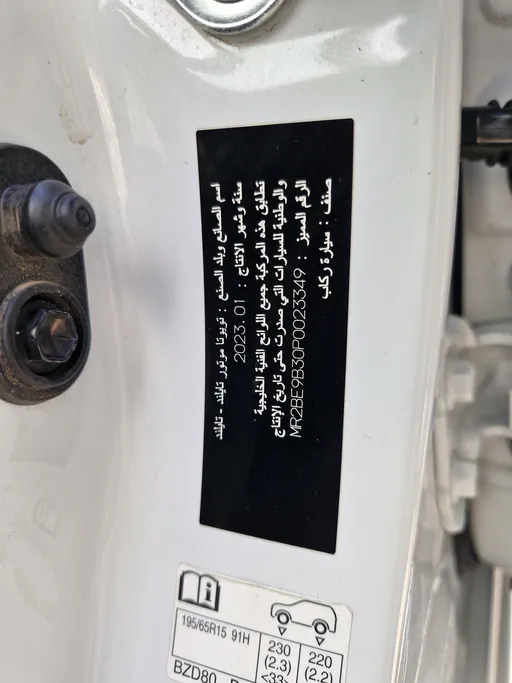 اسم الصانع وبلد الصنع : تويوتا موتور تايلند - تايلند
سنة وشهر الانتاج : 2023.01
تطابق هذه المركبة جميع اللوائح الفنية الخليجية
والوطنية للسيارات التي صدرت حتى تاريخ الإنتاج
الرقم المميز : MR2BE9B30P0023349
صنف : سيارة ركاب
195/65R15 91H
230 220
(2.3) (2.2)
<33>
BZD80